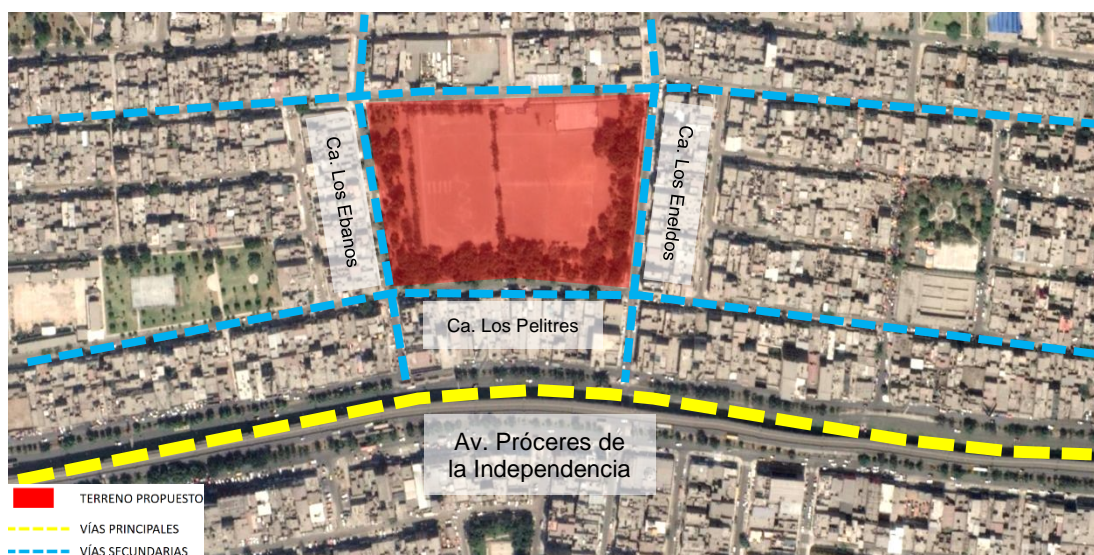 Ca. Los Ebanos
Ca. Los Eneldos
Ca. Los Pelitres
Av. Próceres de
la Independencia
TERRENO PROPUESTO
VÍAS PRINCIPALES
VÍAS SECUNDARIAS